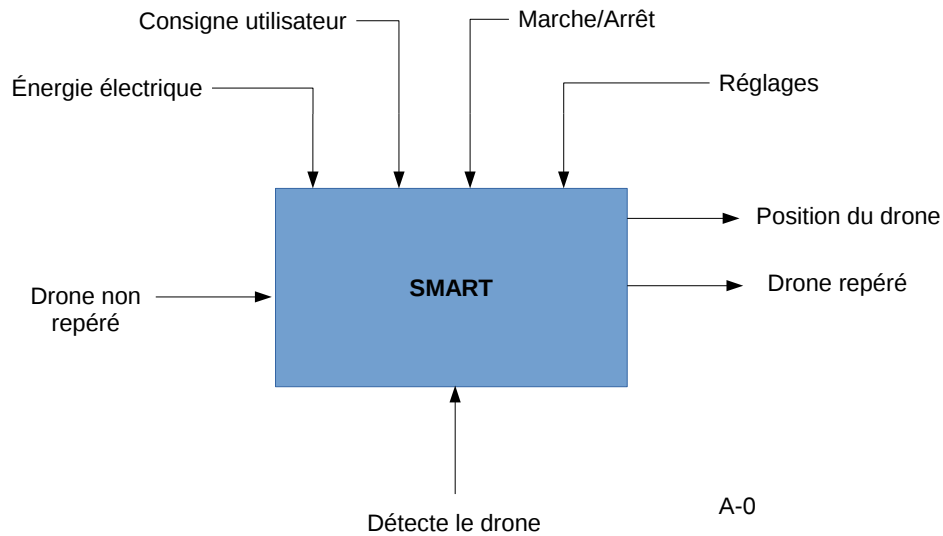 Consigne utilisateur
Marche/Arrêt
Énergie électrique
Réglages
Position du drone
SMART
Drone repéré
Drone non
repéré
A-0
Détecte le drone